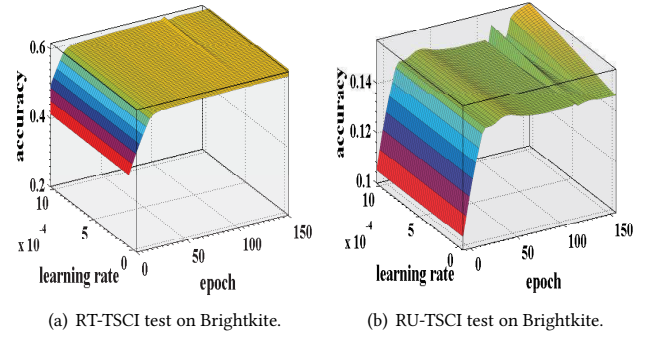 0.6
0.4
0.2
accuracy
10
5
0
x 10
-4
learning rate
0
50
100
150
epoch
(a) RT-TSCI test on Brightkite.
0.14
0.12
0.1
accuracy
10
5
0
x 10
-4
learning rate
0
50
100
150
epoch
(b) RU-TSCI test on Brightkite.